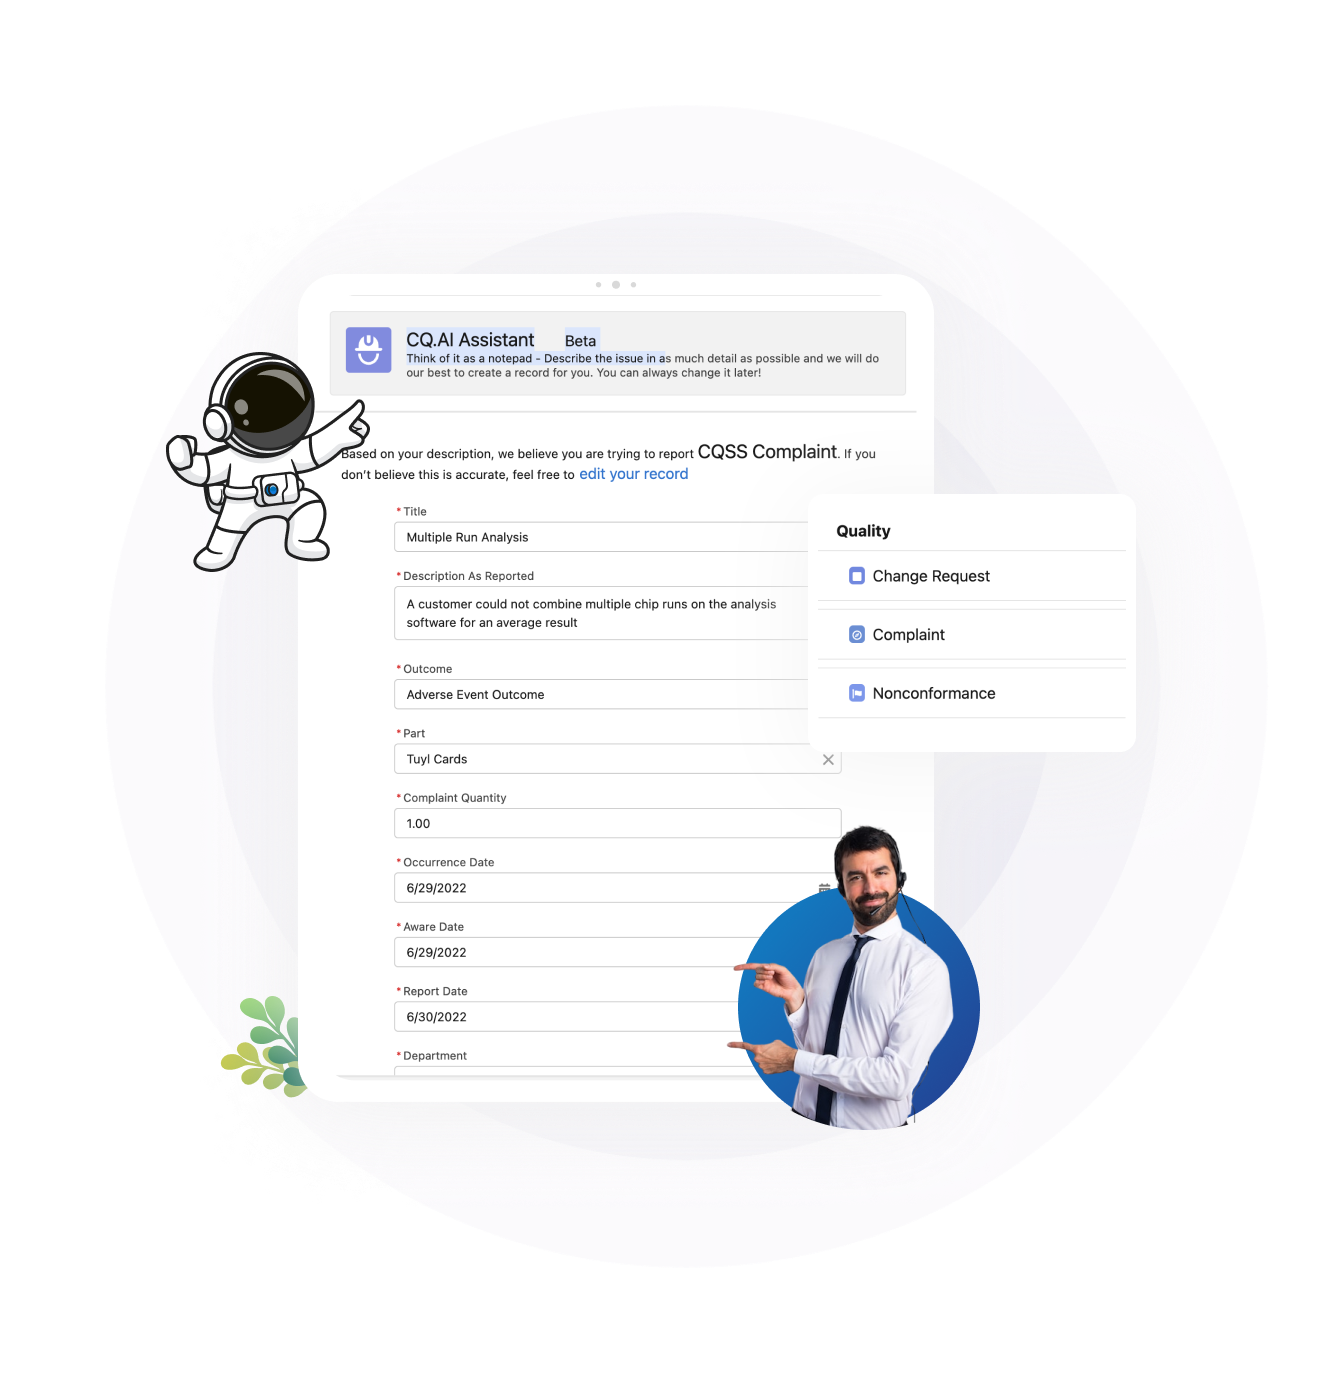 CQ.AI Assistant Beta
Think of it as a notepad - Describe the issue in as much detail as possible and we will do
our best to create a record for you. You can always change it later!
Based on your description, we believe you are trying to report CQSS Complaint. If you
don’t believe this is accurate, feel free to edit your record
* Title
Multiple Run Analysis
* Description As Reported
A customer could not combine multiple chip runs on the analysis
software for an average result
* Outcome
Adverse Event Outcome
* Part
Tuyl Cards
* Complaint Quantity
1.00
* Occurrence Date
6/29/2022
* Aware Date
6/29/2022
* Report Date
6/30/2022
* Department
Quality
Change Request
Complaint
Nonconformance